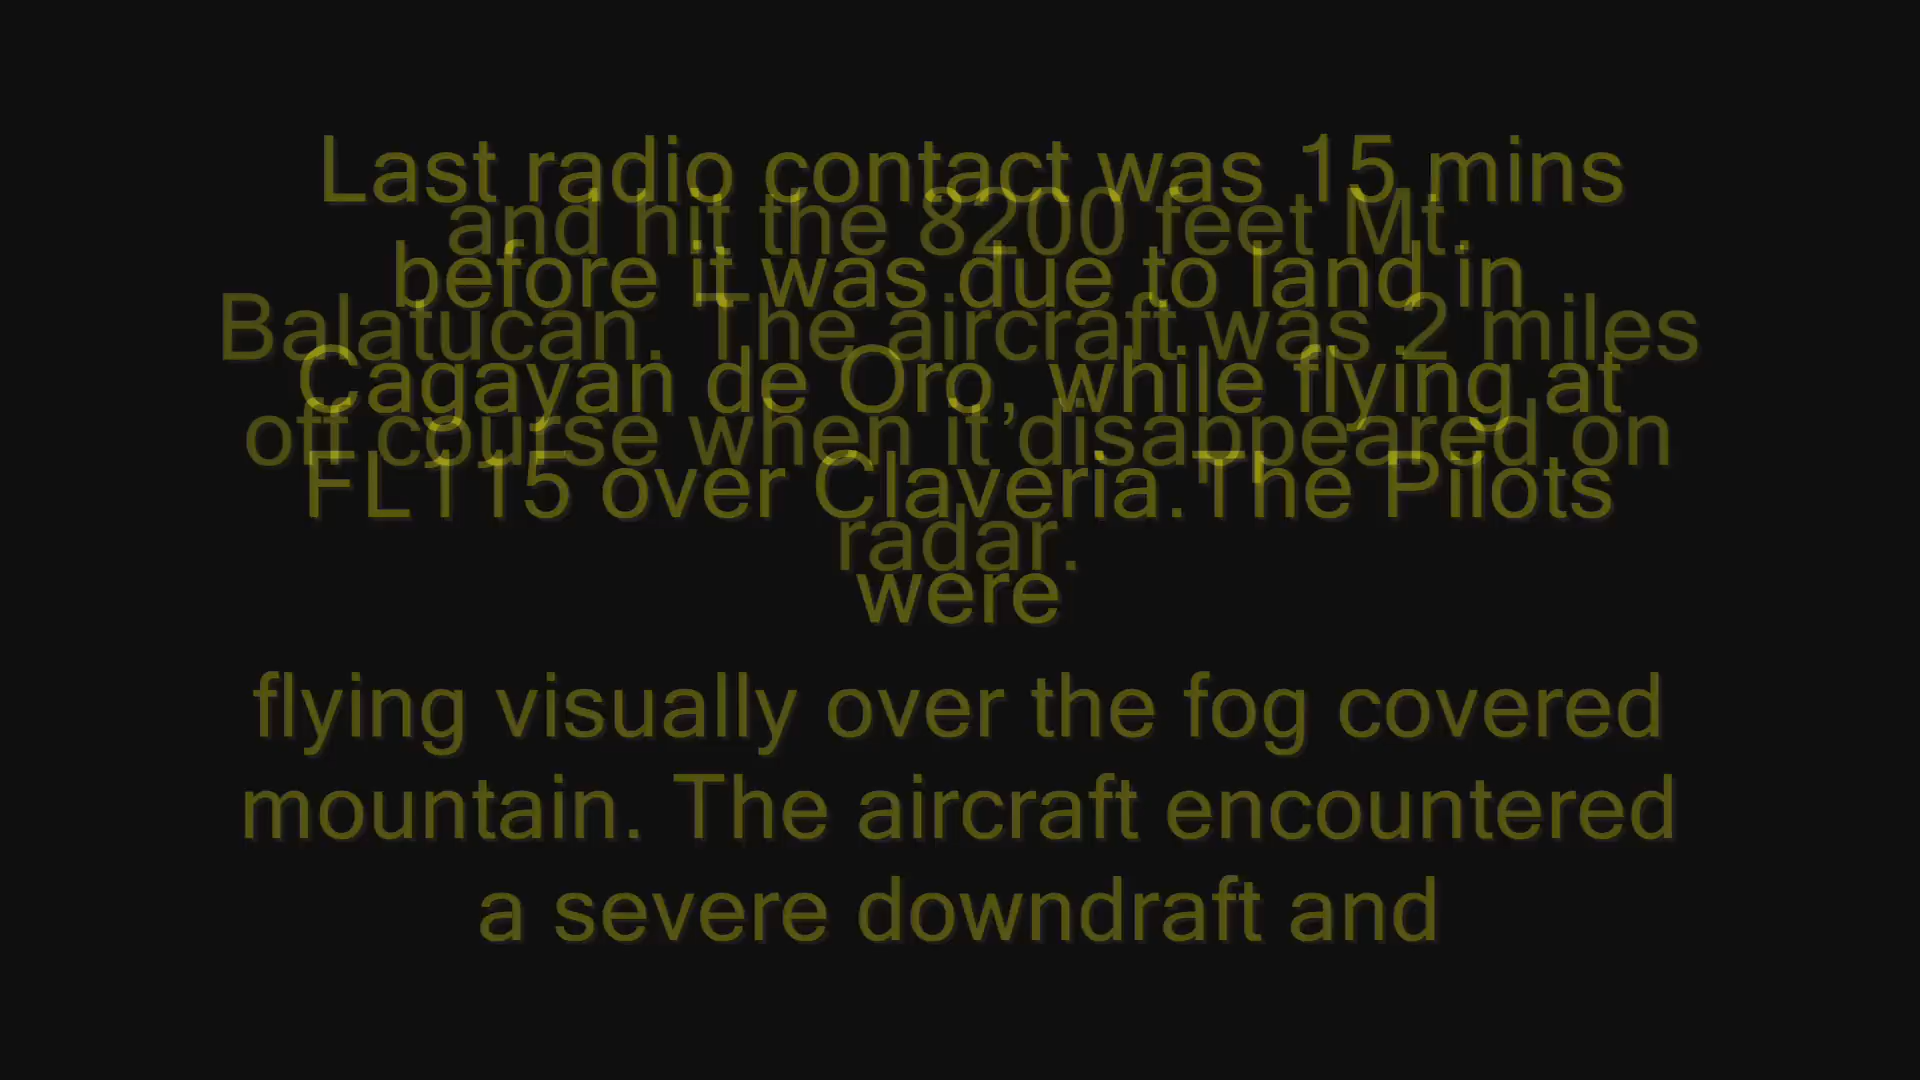 Last radio contact was 15 mins
before it was due to land in
Cagayan de Oro, while flying at
FL115 over Claveria.The Pilots
were
flying visually over the fog covered
mountain. The aircraft encountered
a severe downdraft and
and hit the 8200 feet Mt.
Balatucan. The aircraft was 2 miles
off course when it disappeared on
radar.